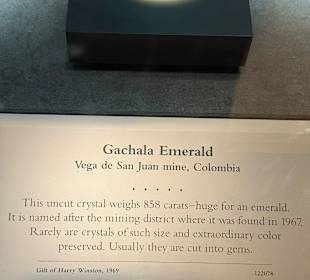 Gachala Emerald
Vega de San Juan mine, Colombia
• • • • •
This uncut crystal weighs 858 carats–huge for an emerald.
It is named after the mining district where it was found in 1967.
Rarely are crystals of such size and extraordinary color
preserved. Usually they are cut into gems.
Gift of Harry Winston, 1969
122078